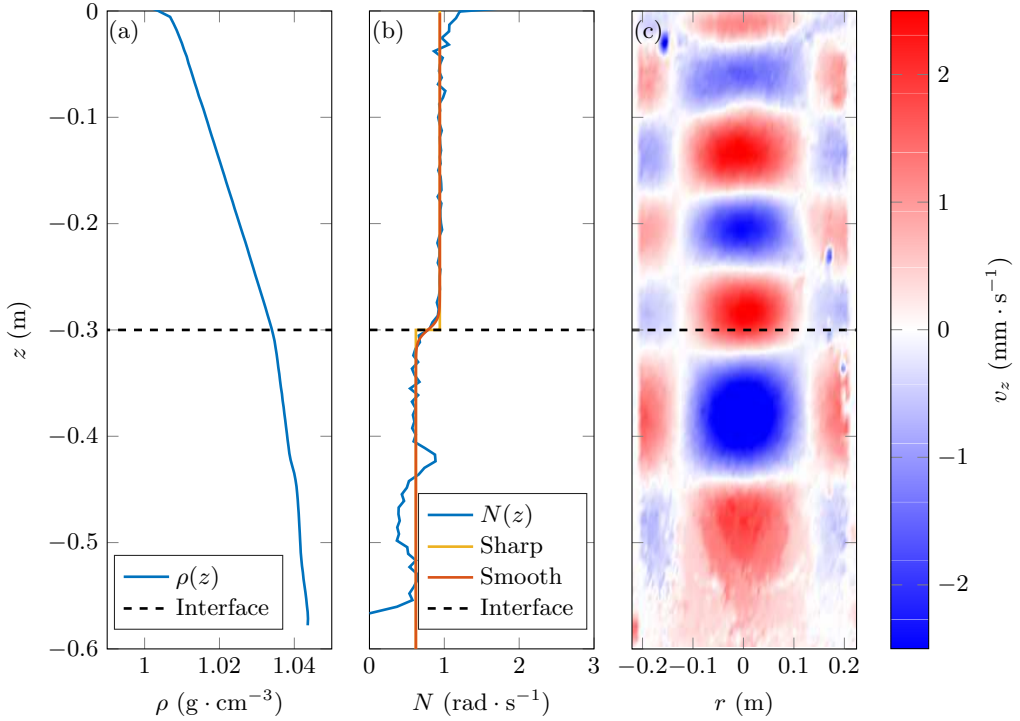 (a)
(b)
(c)
0
−0.1
−0.2
−0.3
−0.4
−0.5
−0.6
z (m)
ρ(z)
Interface
1
1.02
1.04
ρ (g · cm⁻³)
N(z)
Sharp
Smooth
Interface
0
1
2
3
N (rad · s⁻¹)
−0.2
−0.1
0
0.1
0.2
r (m)
2
1
0
−1
−2
v_z (mm · s⁻¹)